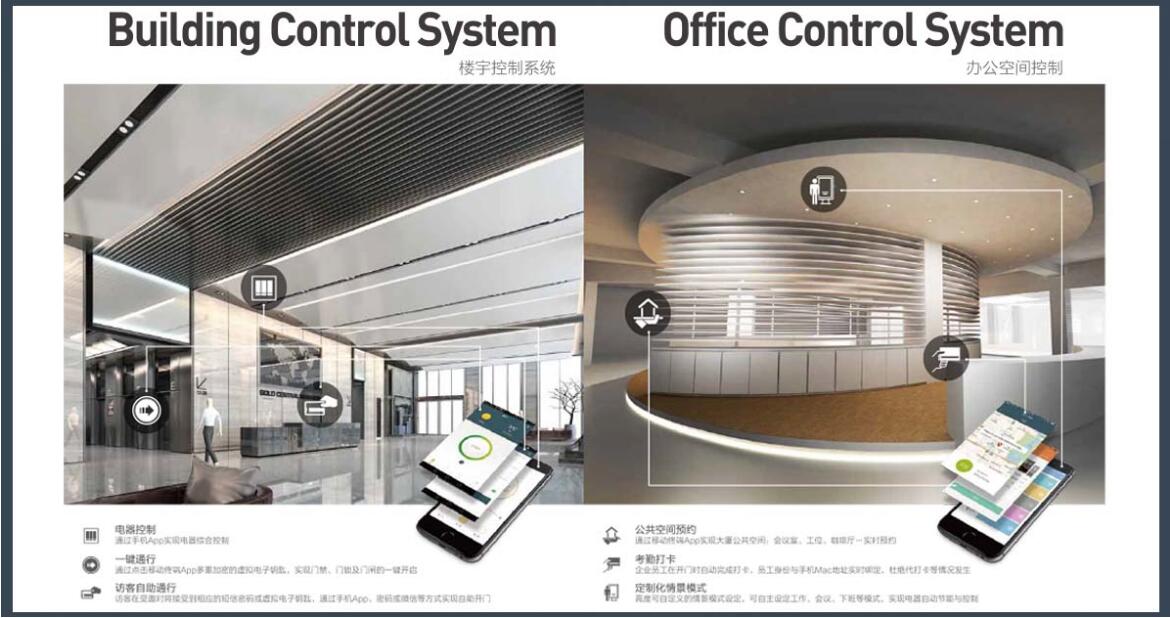 Building Control System
楼宇控制系统
Office Control System
办公空间控制
电器控制
通过手机App实现电器综合控制
一键通行
通过点击移动终端App多重加密的虚拟电子钥匙，实现门禁、门锁及门闸的一键开启
访客自助通行
访客在受邀时将接受到相应的短信密码或虚拟电子钥匙，通过手机App，密码或微信等方式实现自助开门
公共空间预约
通过移动终端App实现大厦公共空间：会议室、工位、咖啡厅－实时预约
考勤打卡
企业员工在开门时自动完成打卡，员工身份与手机Mac地址实时绑定，杜绝代打卡等情况发生
定制化情景模式
高度可自定义的情景模式设定，可自主设定工作、会议、下班等模式，实现电器自动节能与控制